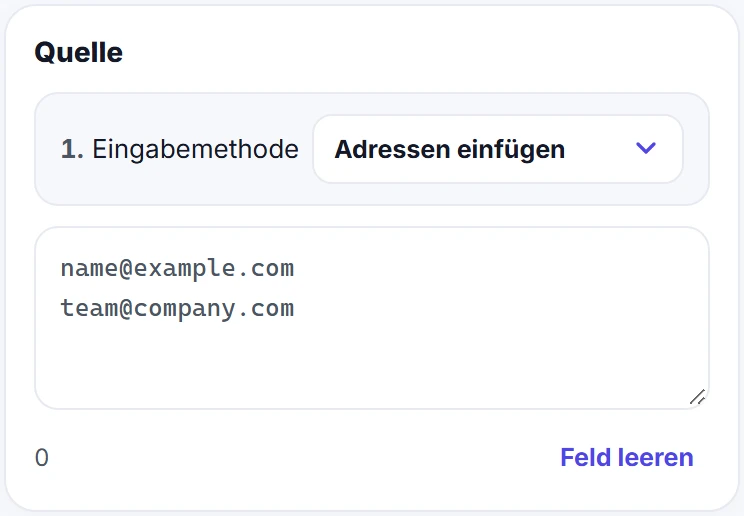 Quelle
1. Eingabemethode Adressen einfügen
name@example.com
team@company.com
0
Feld leeren